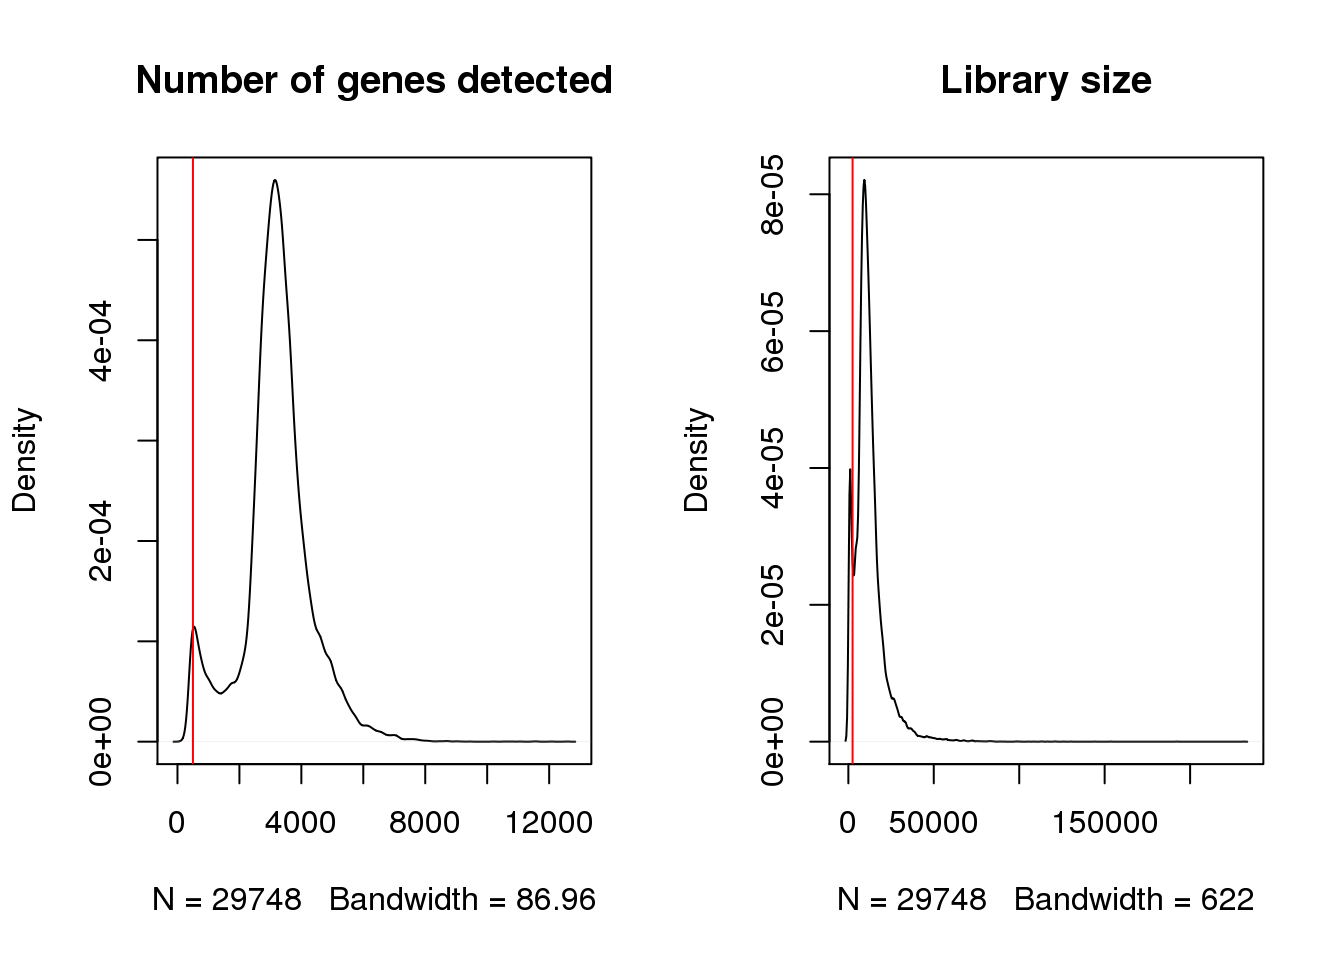 Number of genes detected
Density
0e+00 2e-04 4e-04
0 4000 8000 12000
N = 29748 Bandwidth = 86.96
Library size
Density
0e+00 2e-05 4e-05 6e-05 8e-05
0 50000 150000
N = 29748 Bandwidth = 622